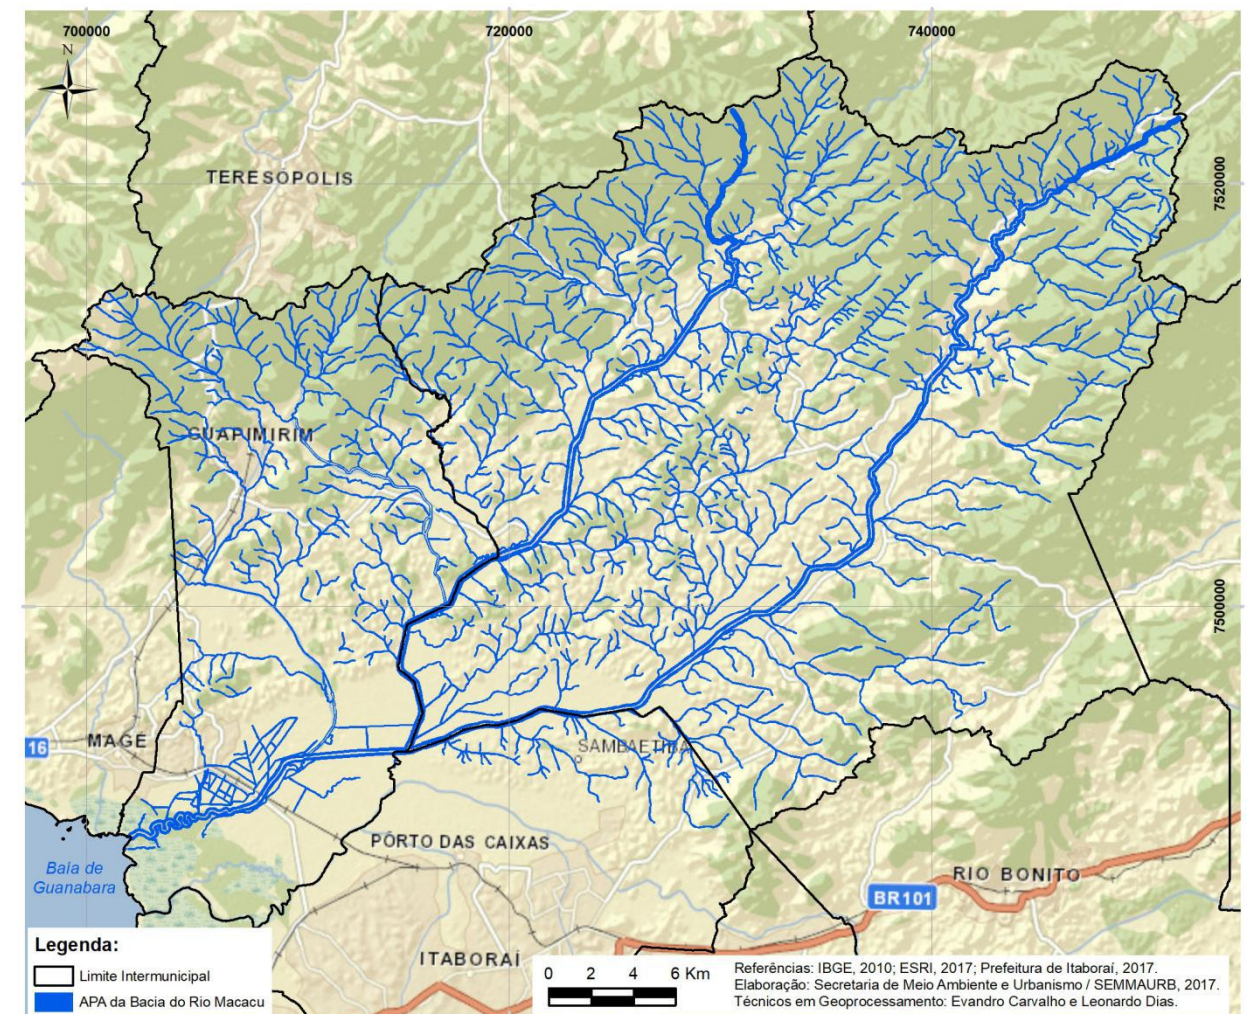 700000
720000
740000
N
7520000
TERESÓPOLIS
GUAPIMIRIM
7500000
SAMBAETIBA
16
MAGÉ
PÔRTO DAS CAIXAS
Baia de
Guanabara
RIO BONITO
BR101
ITABORAÍ
Legenda:
Limite Intermunicipal
APA da Bacia do Rio Macacu
0 2 4 6 Km
Referências: IBGE, 2010; ESRI, 2017; Prefeitura de Itaboraí, 2017.
Elaboração: Secretaria de Meio Ambiente e Urbanismo / SEMMAURB, 2017.
Técnicos em Geoprocessamento: Evandro Carvalho e Leonardo Dias.